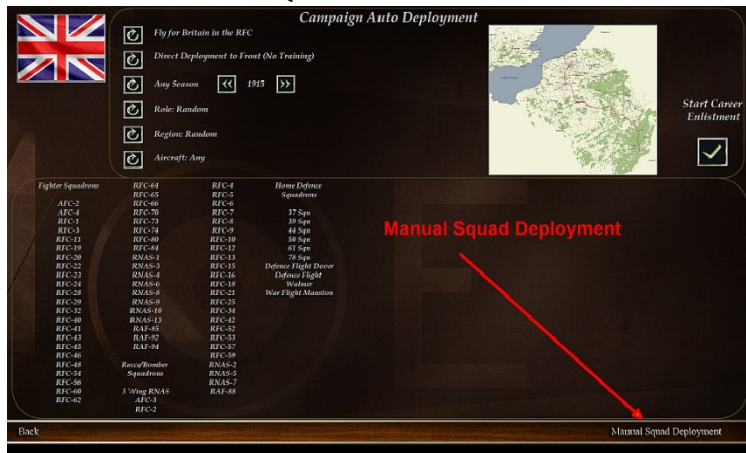 Campaign Auto Deployment
Fly for Britain in the RFC
Direct Deployment to Front (No Training)
Any Season << 1915 >>
Role: Random
Region: Random
Aircraft: Any
Start Career
Enlistment
Fighter Squadrons
AFC-2
AFC-4
RFC-1
RFC-3
RFC-11
RFC-19
RFC-20
RFC-22
RFC-23
RFC-24
RFC-28
RFC-29
RFC-32
RFC-40
RFC-41
RFC-43
RFC-45
RFC-46
RFC-48
RFC-54
RFC-56
RFC-60
RFC-62
RFC-64
RFC-65
RFC-66
RFC-70
RFC-73
RFC-74
RFC-80
RFC-84
RNAS-1
RNAS-3
RNAS-4
RNAS-6
RNAS-8
RNAS-9
RNAS-10
RNAS-13
RAF-85
RAF-92
RAF-94
Recce/Bomber
Squadrons
3 Wing RNAS
AFC-3
RFC-2
RFC-4
RFC-5
RFC-6
RFC-7
RFC-8
RFC-9
RFC-10
RFC-12
RFC-13
RFC-15
RFC-16
RFC-18
RFC-21
RFC-25
RFC-34
RFC-42
RFC-52
RFC-53
RFC-57
RFC-59
RNAS-2
RNAS-5
RNAS-7
RAF-88
Home Defence
Squadrons
37 Sqn
39 Sqn
44 Sqn
50 Sqn
61 Sqn
78 Sqn
Defence Flight Dover
Defence Flight
Walmer
War Flight Manston
Manual Squad Deployment
Back
Manual Squad Deployment